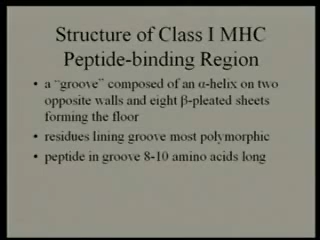 Structure of Class I MHC
Peptide-binding Region
• a “groove” composed of an α-helix on two
opposite walls and eight β-pleated sheets
forming the floor
• residues lining groove most polymorphic
• peptide in groove 8-10 amino acids long